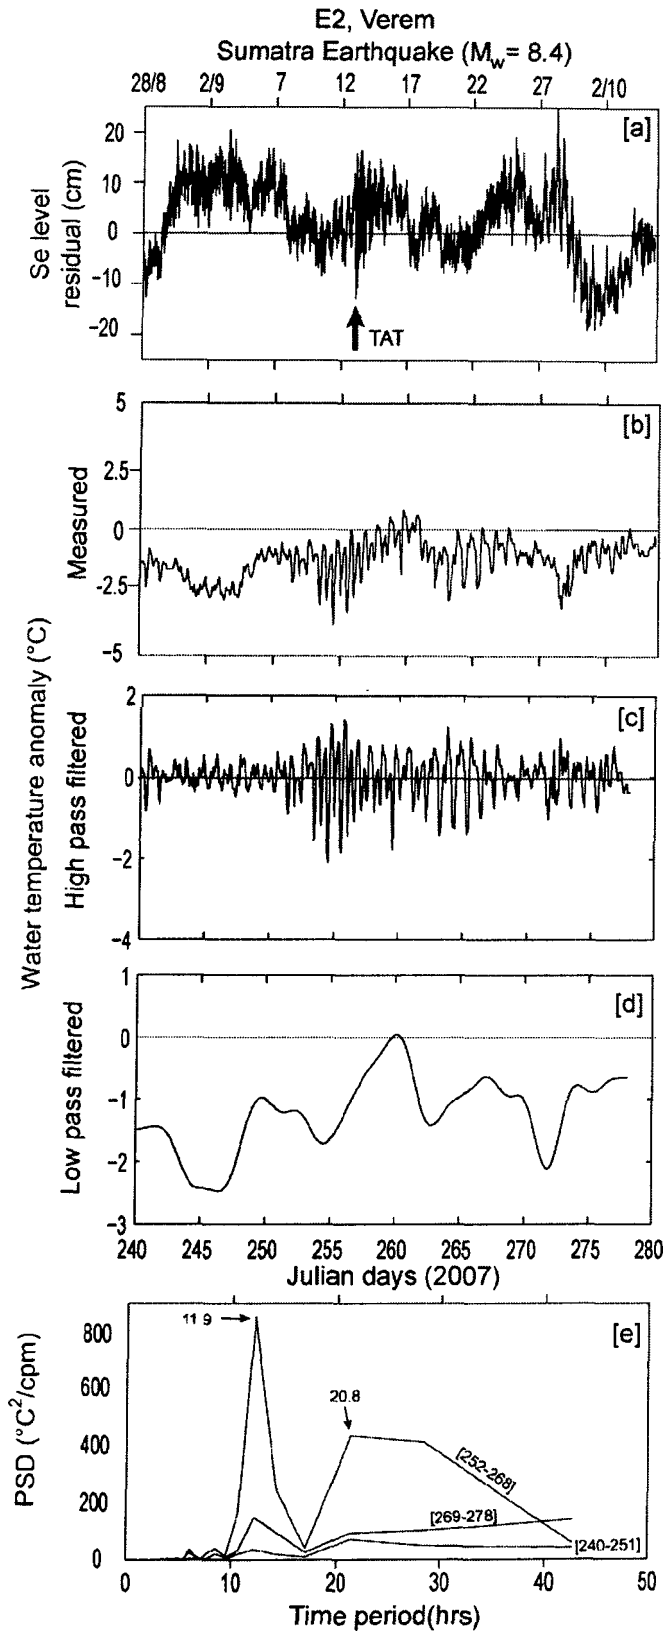 E2, Verem
Sumatra Earthquake (Mw= 8.4)
28/8 2/9 7 12 17 22 27 2/10
[a]
20
10
0
-10
-20
Se level
residual (cm)
TAT
[b]
5
2.5
0
-2.5
-5
Measured
Water temperature anomaly (°C)
[c]
2
0
-2
-4
High pass filtered
[d]
1
0
-1
-2
-3
Low pass filtered
240 245 250 255 260 265 270 275 280
Julian days (2007)
[e]
800
600
400
200
0
PSD (°C2/cpm)
11.9
20.8
[252-268]
[269-278]
[240-251]
0 10 20 30 40 50
Time period(hrs)